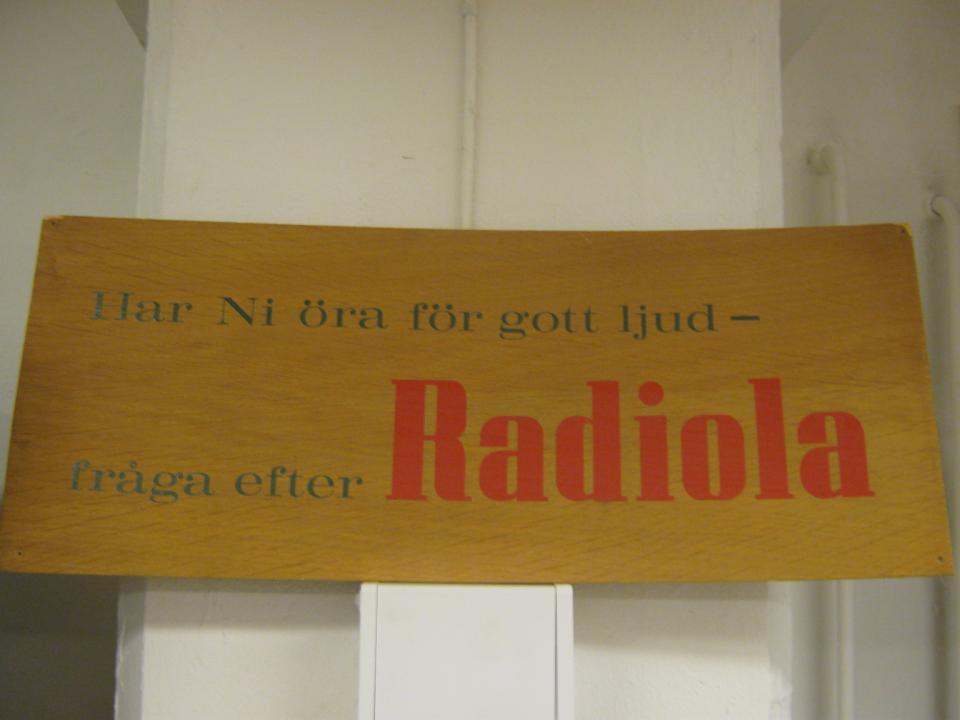 Har Ni öra för gott ljud –
fråga efter Radiola